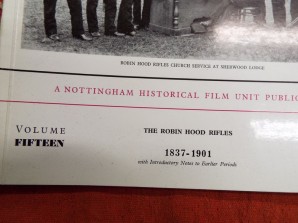 ROBIN HOOD RIFLES CHURCH SERVICE AT SHERWOOD LODGE
A NOTTINGHAM HISTORICAL FILM UNIT PUBLIC
VOLUME
FIFTEEN
THE ROBIN HOOD RIFLES
1837-1901
with Introductory Notes to Earlier Periods